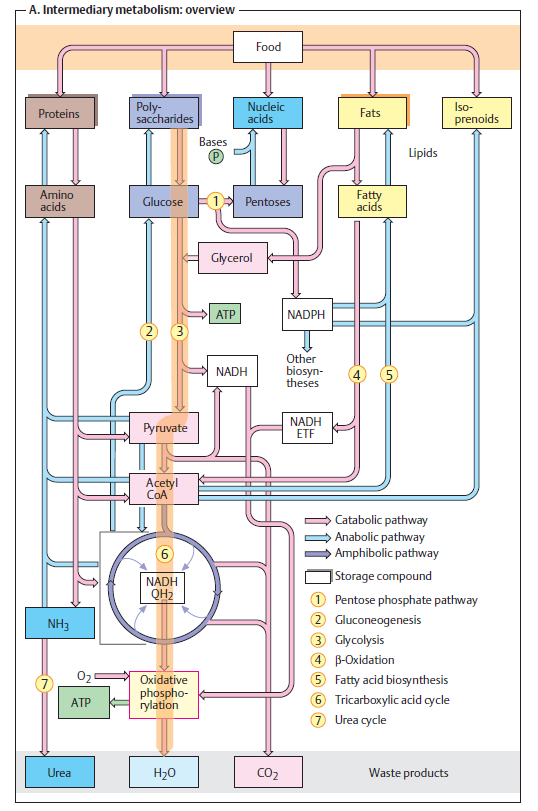 A. Intermediary metabolism: overview
Food
Proteins
Poly-
saccharides
Nucleic
acids
Fats
Iso-
prenoids
Bases
P
Lipids
Amino
acids
Glucose
1
Pentoses
Fatty
acids
Glycerol
ATP
NADPH
2
3
NADH
Other
biosyn-
theses
4
5
Pyruvate
NADH
ETF
Acetyl
CoA
6
NADH
QH2
NH3
7
O2
ATP
Oxidative
phospho-
rylation
Catabolic pathway
Anabolic pathway
Amphibolic pathway
Storage compound
1 Pentose phosphate pathway
2 Gluconeogenesis
3 Glycolysis
4 β-Oxidation
5 Fatty acid biosynthesis
6 Tricarboxylic acid cycle
7 Urea cycle
Urea
H2O
CO2
Waste products